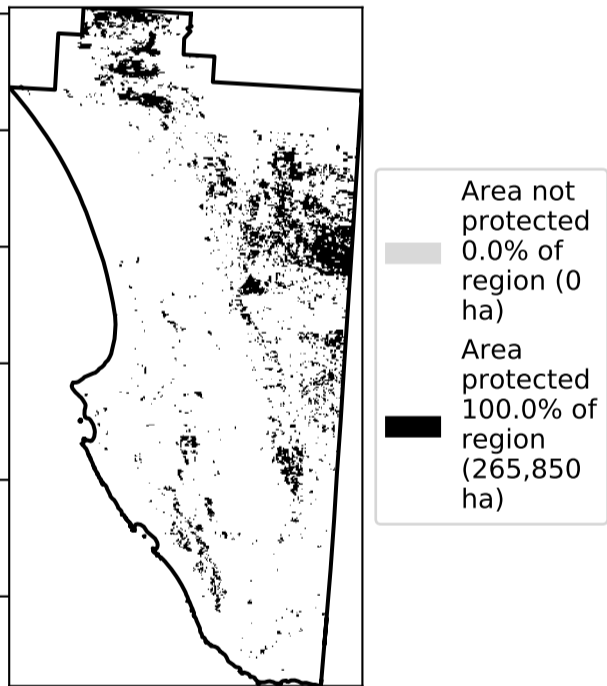 Area not
protected
0.0% of
region (0
ha)
Area
protected
100.0% of
region
(265,850
ha)